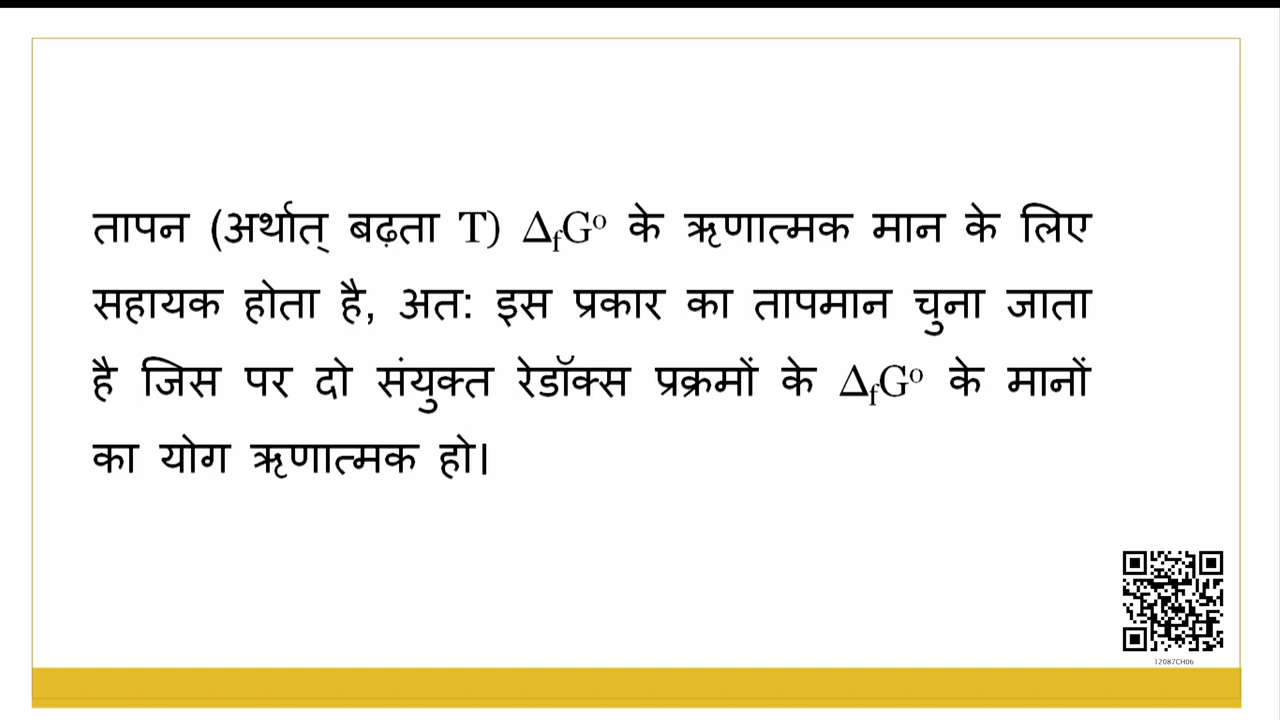 तापन (अर्थात् बढ़ता T) ΔfGº के ऋणात्मक मान के लिए
सहायक होता है, अत: इस प्रकार का तापमान चुना जाता
है जिस पर दो संयुक्त रेडॉक्स प्रक्रमों के ΔfGº के मानों
का योग ऋणात्मक हो।
12087CH06